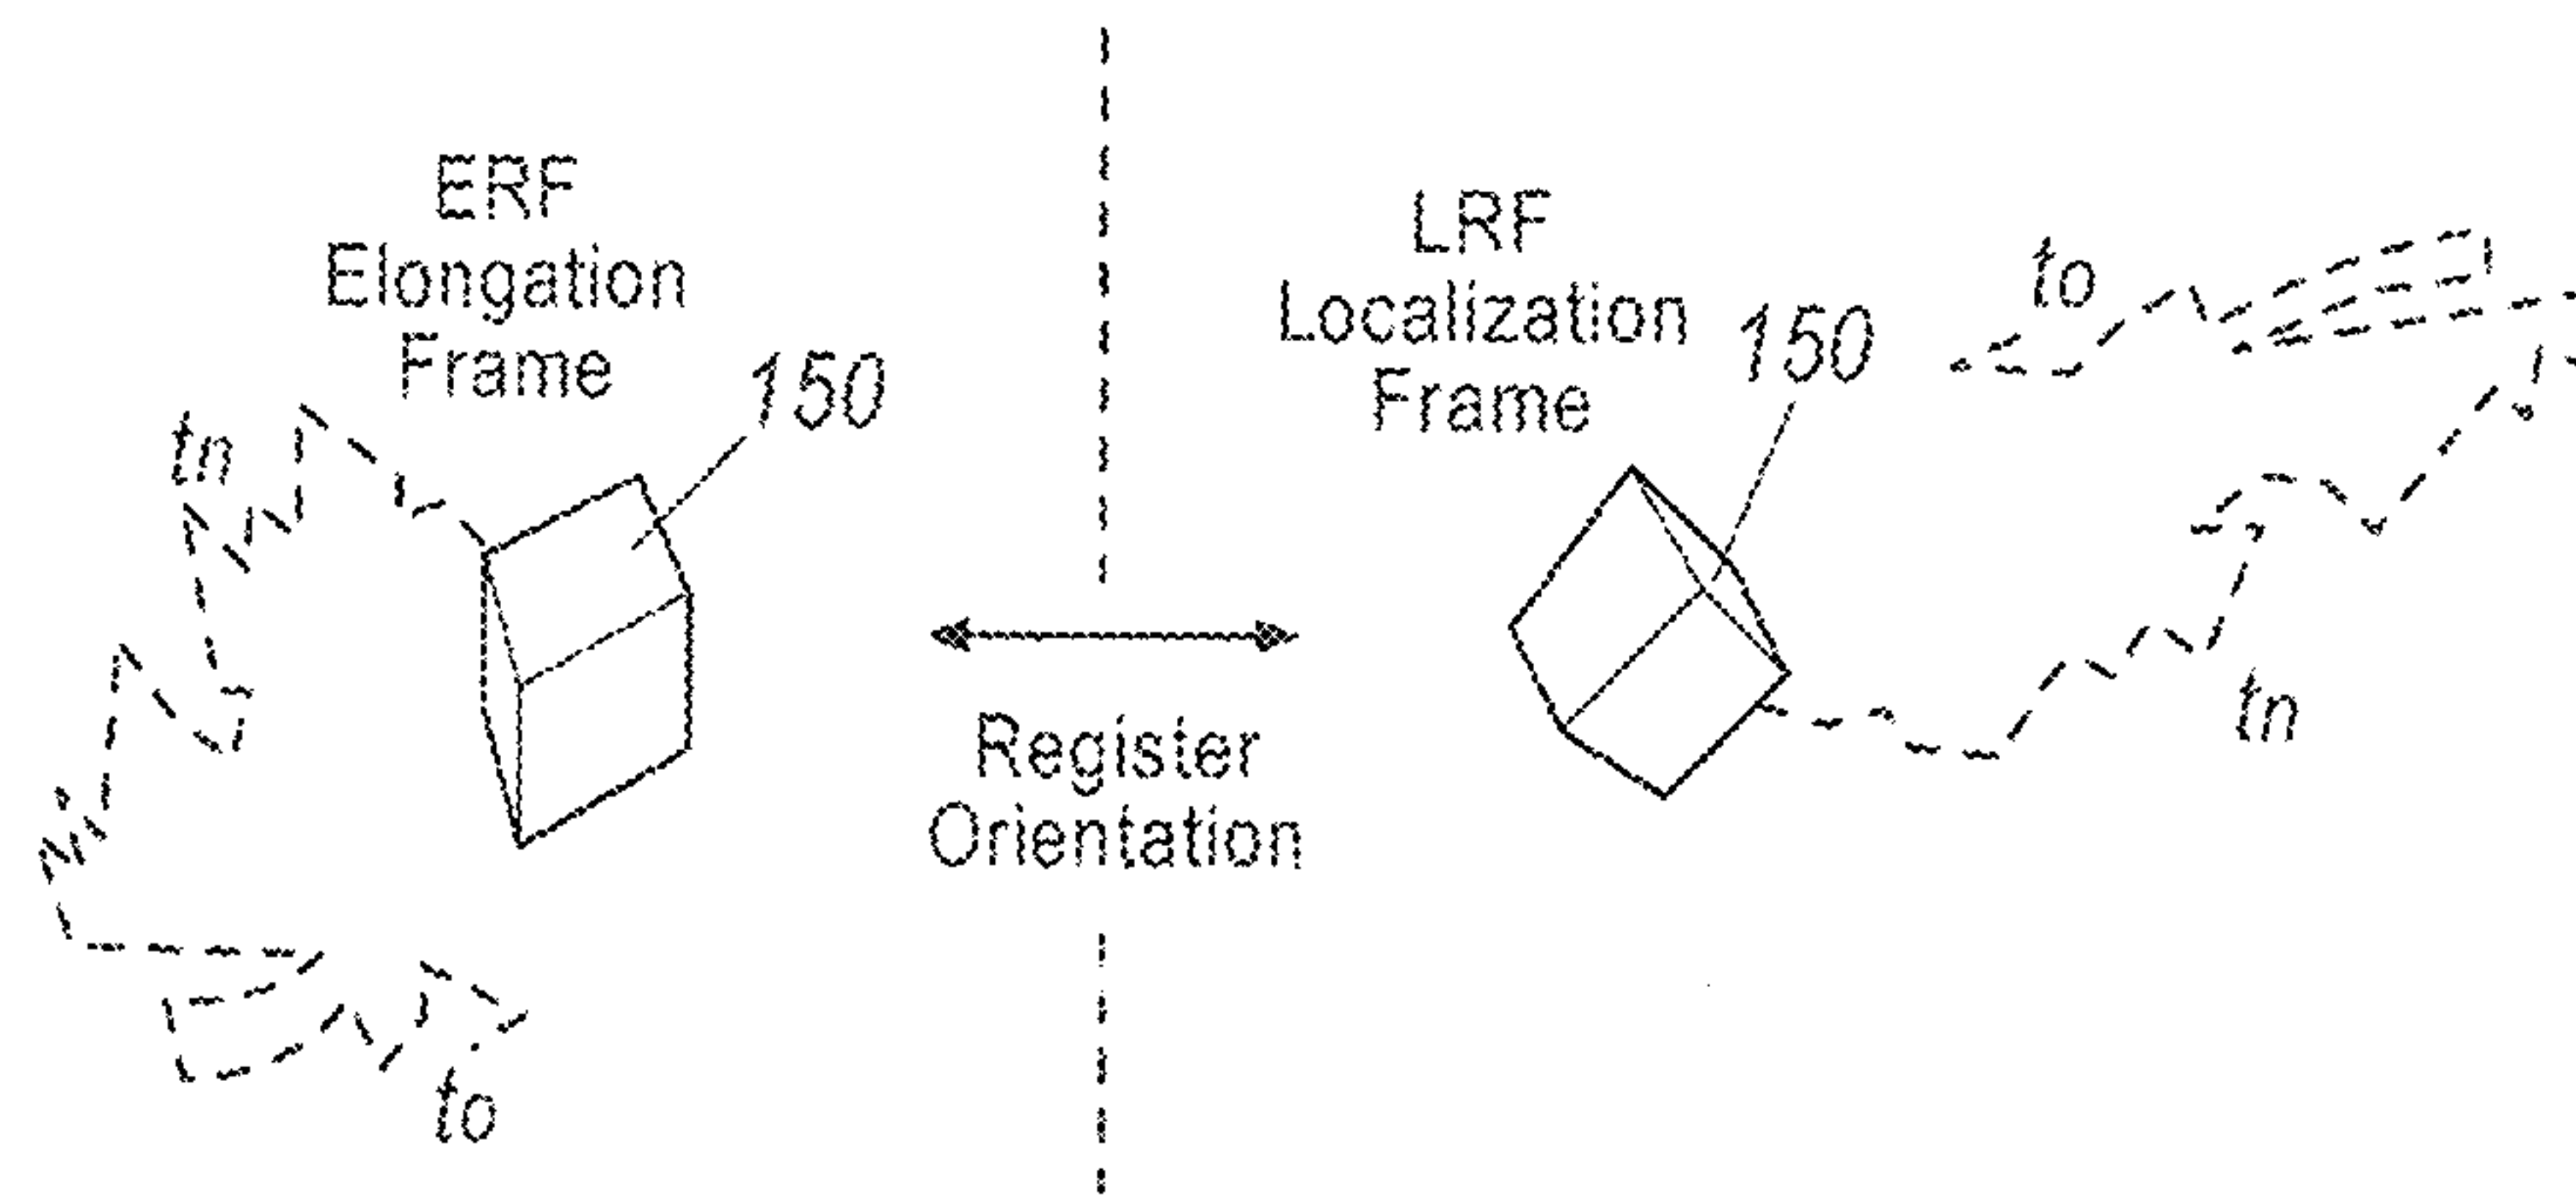 ERF
Elongation
Frame
150
tn
to
Register
Orientation
LRF
Localization
Frame
150
to
tn